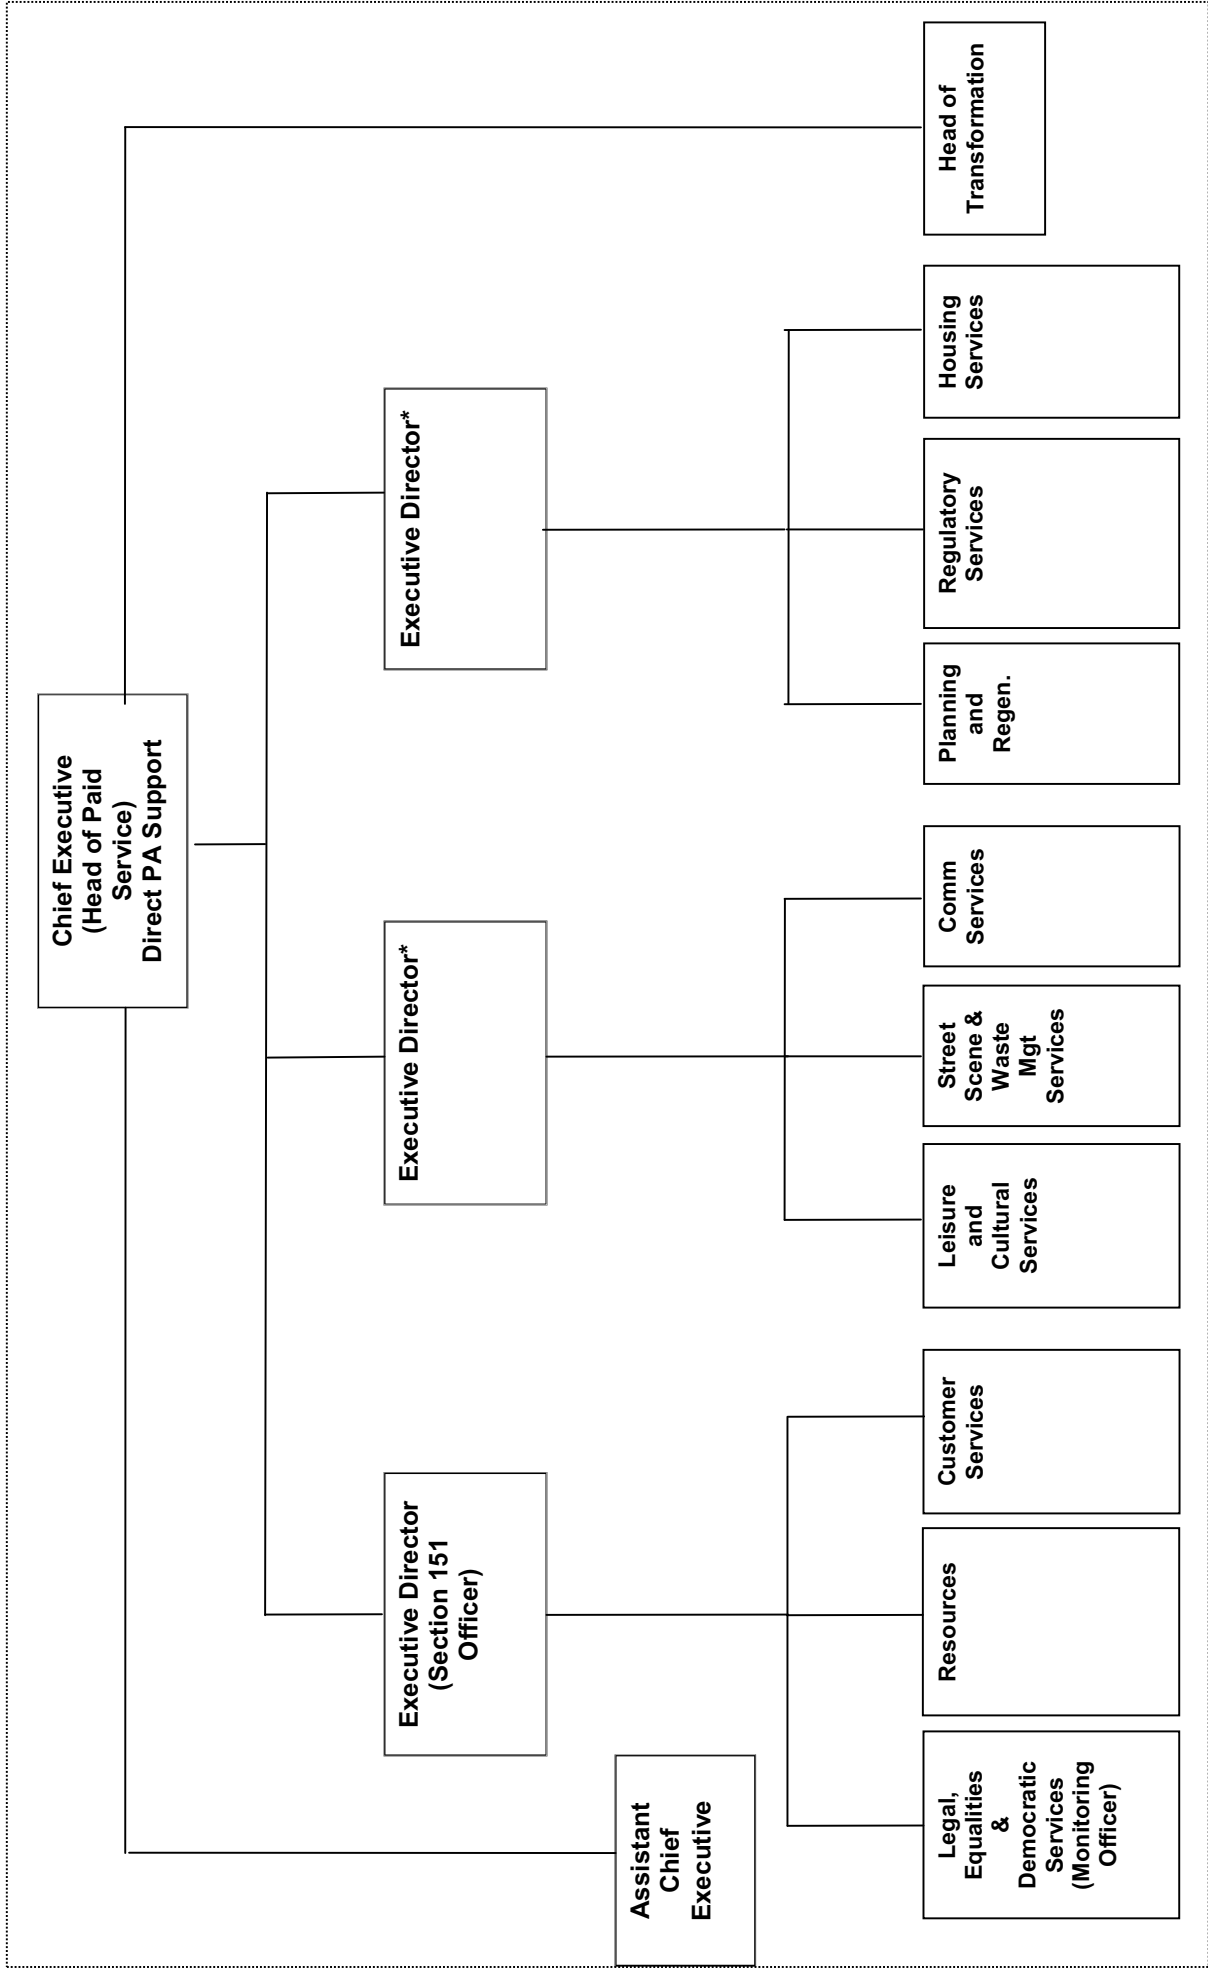 Chief Executive
(Head of Paid
Service)
Direct PA Support
Executive Director
(Section 151
Officer)
Executive Director*
Executive Director*
Assistant
Chief
Executive
Legal,
Equalities
&
Democratic
Services
(Monitoring
Officer)
Resources
Customer
Services
Leisure
and
Cultural
Services
Street
Scene &
Waste
Mgt
Services
Comm
Services
Planning
and
Regen.
Regulatory
Services
Housing
Services
Head of
Transformation